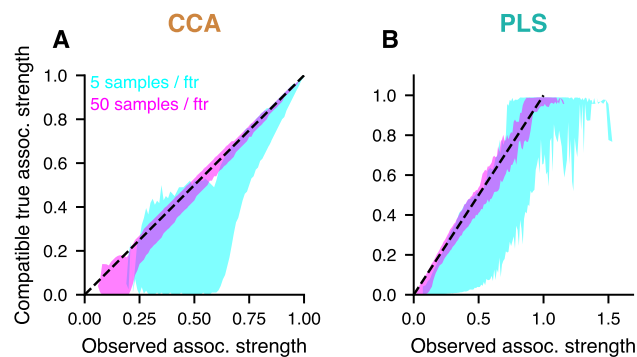 CCA
PLS
A
B
Compatible true assoc. strength
5 samples / ftr
50 samples / ftr
1.0
0.8
0.6
0.4
0.2
0.0
0.00
0.25
0.50
0.75
1.00
Observed assoc. strength
1.0
0.8
0.6
0.4
0.2
0.0
0.0
0.5
1.0
1.5
Observed assoc. strength